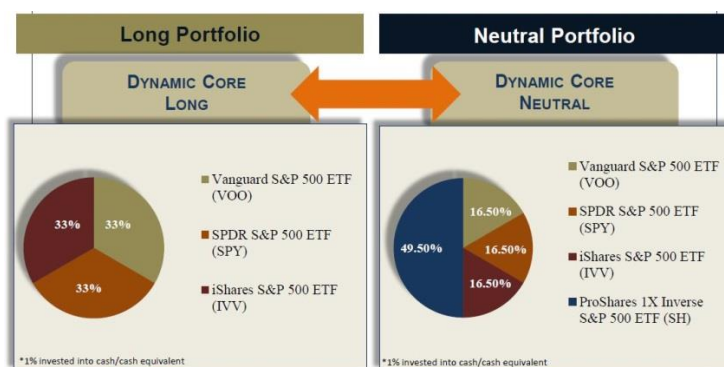 Long Portfolio
DYNAMIC CORE
LONG
33%
33%
33%
Vanguard S&P 500 ETF
(VOO)
SPDR S&P 500 ETF
(SPY)
iShares S&P 500 ETF
(IVV)
*1% invested into cash/cash equivalent
Neutral Portfolio
DYNAMIC CORE
NEUTRAL
16.50%
49.50%
16.50%
16.50%
Vanguard S&P 500 ETF
(VOO)
SPDR S&P 500 ETF
(SPY)
iShares S&P 500 ETF
(IVV)
ProShares 1X Inverse
S&P 500 ETF (SH)
*1% invested into cash/cash equivalent